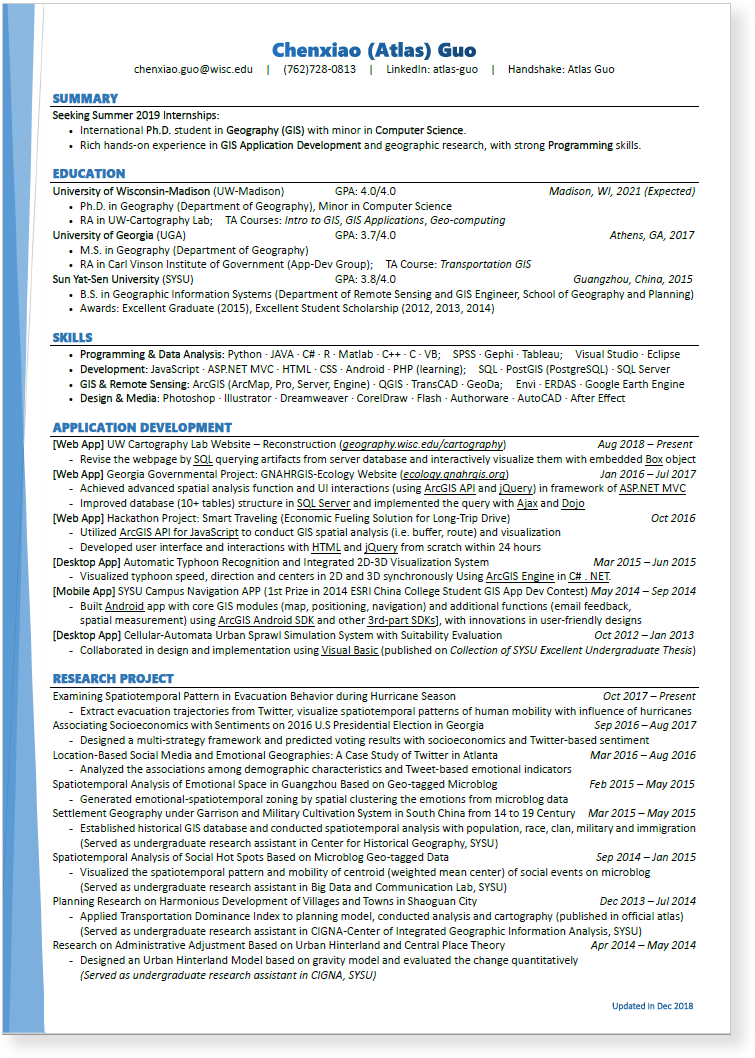 Chenxiao (Atlas) Guo
chenxiao.guo@wisc.edu | (762)728-0813 | LinkedIn: atlas-guo | Handshake: Atlas Guo
SUMMARY
Seeking Summer 2019 Internships:
• International Ph.D. student in Geography (GIS) with minor in Computer Science.
• Rich hands-on experience in GIS Application Development and geographic research, with strong Programming skills.
EDUCATION
University of Wisconsin-Madison (UW-Madison) GPA: 4.0/4.0 Madison, WI, 2021 (Expected)
• Ph.D. in Geography (Department of Geography), Minor in Computer Science
• RA in UW-Cartography Lab; TA Courses: Intro to GIS, GIS Applications, Geo-computing
University of Georgia (UGA) GPA: 3.7/4.0 Athens, GA, 2017
• M.S. in Geography (Department of Geography)
• RA in Carl Vinson Institute of Government (App-Dev Group); TA Course: Transportation GIS
Sun Yat-Sen University (SYSU) GPA: 3.8/4.0 Guangzhou, China, 2015
• B.S. in Geographic Information Systems (Department of Remote Sensing and GIS Engineer, School of Geography and Planning)
• Awards: Excellent Graduate (2015), Excellent Student Scholarship (2012, 2013, 2014)
SKILLS
• Programming & Data Analysis: Python · JAVA · C# · R · Matlab · C++ · C · VB; SPSS · Gephi · Tableau; Visual Studio · Eclipse
• Development: JavaScript · ASP.NET MVC · HTML · CSS · Android · PHP (learning); SQL · PostGIS (PostgreSQL) · SQL Server
• GIS & Remote Sensing: ArcGIS (ArcMap, Pro, Server, Engine) · QGIS · TransCAD · GeoDa; Envi · ERDAS · Google Earth Engine
• Design & Media: Photoshop · Illustrator · Dreamweaver · CorelDraw · Flash · Authorware · AutoCAD · After Effect
APPLICATION DEVELOPMENT
[Web App] UW Cartography Lab Website – Reconstruction (geography.wisc.edu/cartography) Aug 2018 – Present
- Revise the webpage by SQL querying artifacts from server database and interactively visualize them with embedded Box object
[Web App] Georgia Governmental Project: GNAHRGIS-Ecology Website (ecology.gnahrgis.org) Jan 2016 – Jul 2017
- Achieved advanced spatial analysis function and UI interactions (using ArcGIS API and jQuery) in framework of ASP.NET MVC
- Improved database (10+ tables) structure in SQL Server and implemented the query with Ajax and Dojo
[Web App] Hackathon Project: Smart Traveling (Economic Fueling Solution for Long-Trip Drive) Oct 2016
- Utilized ArcGIS API for JavaScript to conduct GIS spatial analysis (i.e. buffer, route) and visualization
- Developed user interface and interactions with HTML and jQuery from scratch within 24 hours
[Desktop App] Automatic Typhoon Recognition and Integrated 2D-3D Visualization System Mar 2015 – Jun 2015
- Visualized typhoon speed, direction and centers in 2D and 3D synchronously Using ArcGIS Engine in C# . NET.
[Mobile App] SYSU Campus Navigation APP (1st Prize in 2014 ESRI China College Student GIS App Dev Contest) May 2014 – Sep 2014
- Built Android app with core GIS modules (map, positioning, navigation) and additional functions (email feedback,
spatial measurement) using ArcGIS Android SDK and other 3rd-part SDKs], with innovations in user-friendly designs
[Desktop App] Cellular-Automata Urban Sprawl Simulation System with Suitability Evaluation Oct 2012 – Jan 2013
- Collaborated in design and implementation using Visual Basic (published on Collection of SYSU Excellent Undergraduate Thesis)
RESEARCH PROJECT
Examining Spatiotemporal Pattern in Evacuation Behavior during Hurricane Season Oct 2017 – Present
- Extract evacuation trajectories from Twitter, visualize spatiotemporal patterns of human mobility with influence of hurricanes
Associating Socioeconomics with Sentiments on 2016 U.S Presidential Election in Georgia Sep 2016 – Aug 2017
- Designed a multi-strategy framework and predicted voting results with socioeconomics and Twitter-based sentiment
Location-Based Social Media and Emotional Geographies: A Case Study of Twitter in Atlanta Mar 2016 – Aug 2016
- Analyzed the associations among demographic characteristics and Tweet-based emotional indicators
Spatiotemporal Analysis of Emotional Space in Guangzhou Based on Geo-tagged Microblog Feb 2015 – May 2015
- Generated emotional-spatiotemporal zoning by spatial clustering the emotions from microblog data
Settlement Geography under Garrison and Military Cultivation System in South China from 14 to 19 Century Mar 2015 – May 2015
- Established historical GIS database and conducted spatiotemporal analysis with population, race, clan, military and immigration
(Served as undergraduate research assistant in Center for Historical Geography, SYSU)
Spatiotemporal Analysis of Social Hot Spots Based on Microblog Geo-tagged Data Sep 2014 – Jan 2015
- Visualized the spatiotemporal pattern and mobility of centroid (weighted mean center) of social events on microblog
(Served as undergraduate research assistant in Big Data and Communication Lab, SYSU)
Planning Research on Harmonious Development of Villages and Towns in Shaoguan City Dec 2013 – Jul 2014
- Applied Transportation Dominance Index to planning model, conducted analysis and cartography (published in official atlas)
(Served as undergraduate research assistant in CIGNA-Center of Integrated Geographic Information Analysis, SYSU)
Research on Administrative Adjustment Based on Urban Hinterland and Central Place Theory Apr 2014 – May 2014
- Designed an Urban Hinterland Model based on gravity model and evaluated the change quantitatively
(Served as undergraduate research assistant in CIGNA, SYSU)
Updated in Dec 2018